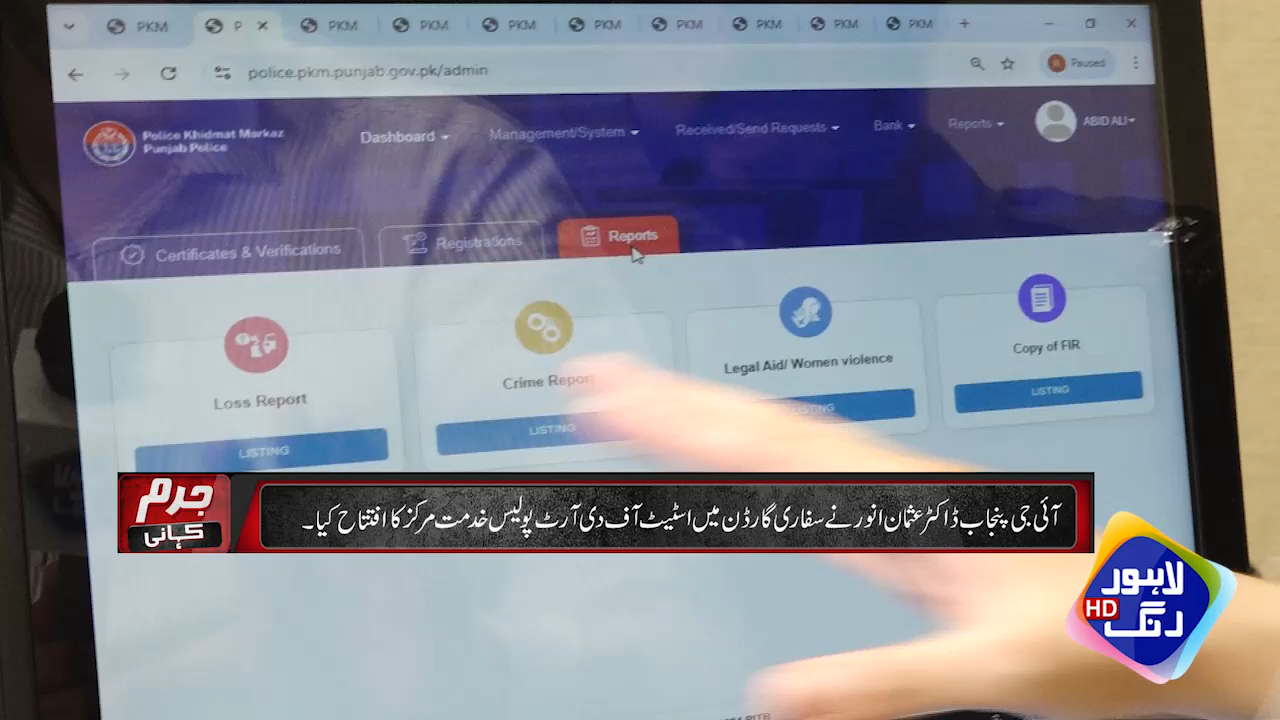 PKM P PKM PKM PKM PKM PKM PKM PKM PKM
police.pkm.punjab.gov.pk/admin Paused
Police Khidmat Markaz
Punjab Police
Dashboard Management/System Received/Send Requests Bank Reports ABID ALI
Certificates & Verifications Registrations Reports
Loss Report Crime Report Legal Aid/ Women violence Copy of FIR
LISTING LISTING LISTING LISTING
جرم
کہانی
آئی جی پنجاب ڈاکٹر عثمان انور نے سفاری گارڈن میں اسٹیٹ آف دی آرٹ پولیس خدمت مرکز کا افتتاح کیا۔
لاہور
HD رنگ